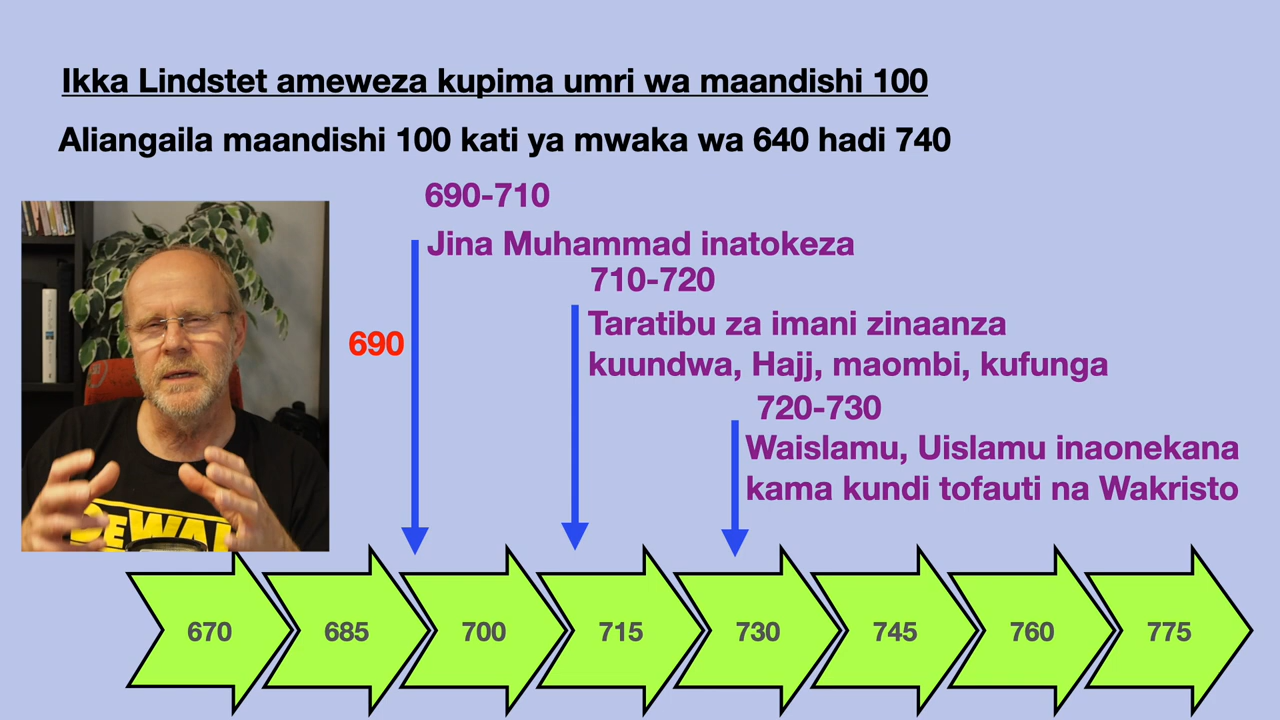 Ikka Lindstet ameweza kupima umri wa maandishi 100
Aliangaila maandishi 100 kati ya mwaka wa 640 hadi 740
690-710
Jina Muhammad inatokeza
710-720
690
Taratibu za imani zinaanza
kuundwa, Hajj, maombi, kufunga
720-730
Waislamu, Uislamu inaonekana
kama kundi tofauti na Wakristo
DEWAL
670
685
700
715
730
745
760
775